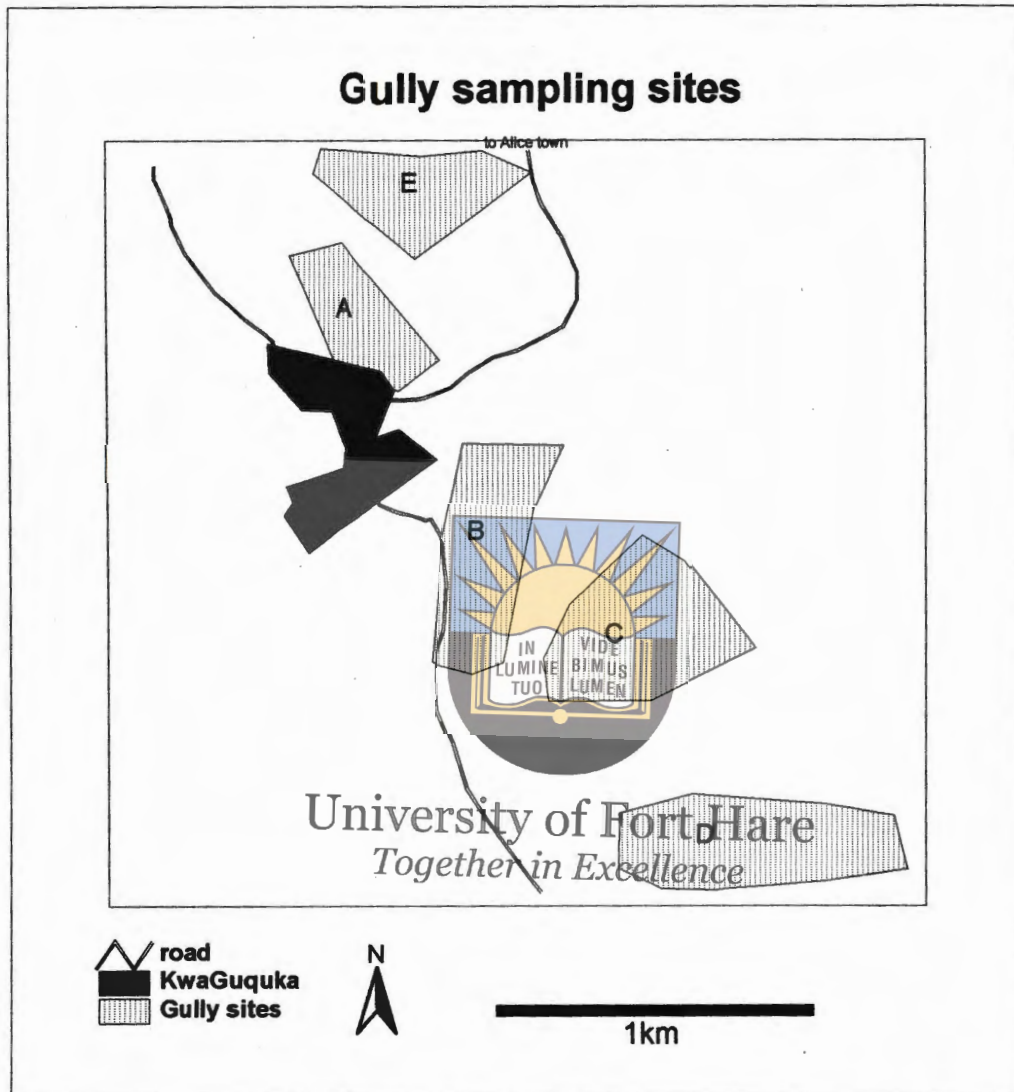 Gully sampling sites
to Alice town
E
A
B
C
IN
LUMINE
TUO
VIDE
BIMUS
LUMEN
University of Fort Hare
D
Together in Excellence
road
KwaGuquka
Gully sites
N
1km